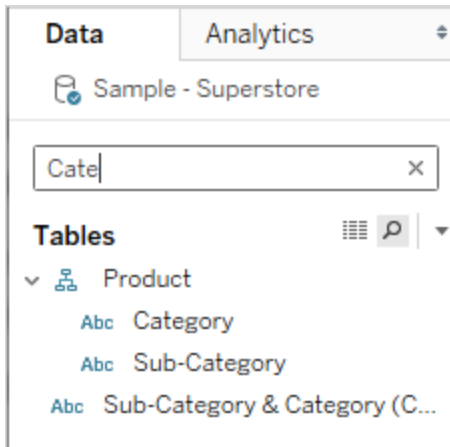 Data Analytics
Sample - Superstore
Cate
Tables
Product
Abc Category
Abc Sub-Category
Abc Sub-Category & Category (C...